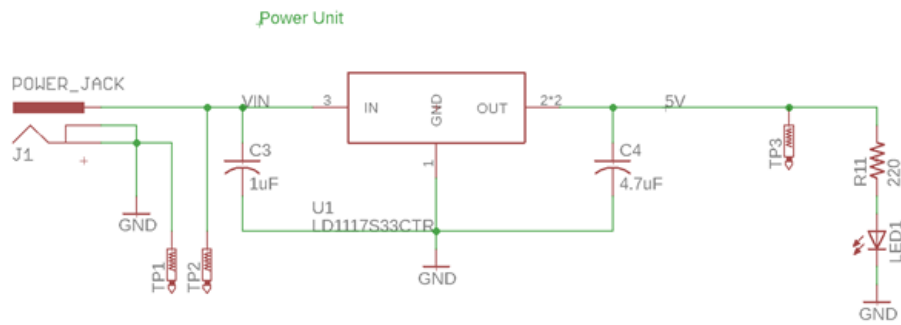 Power Unit
POWER_JACK
J1
GND
TP1
TP2
VIN
3
IN
GND
OUT
2*2
1
C3
1uF
U1
LD1117S33CTR
GND
5V
C4
4.7uF
TP3
R11
220
LED1
GND